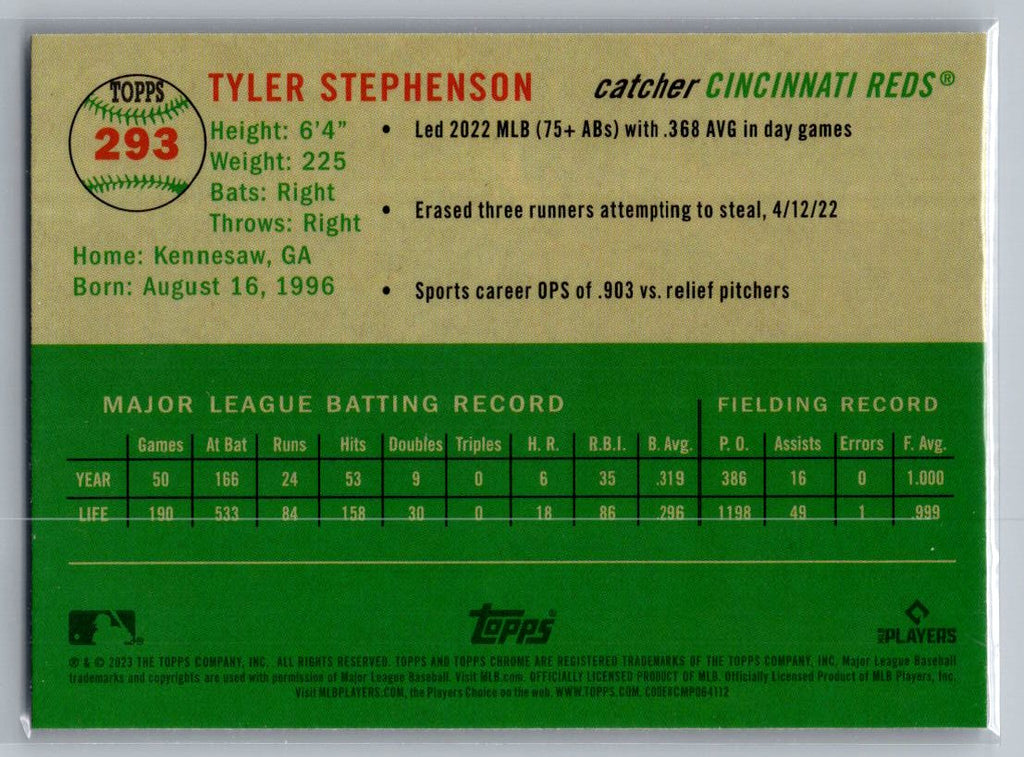 TOPPS
293
TYLER STEPHENSON
catcher CINCINNATI REDS®
Height: 6'4"
Weight: 225
Bats: Right
Throws: Right
Home: Kennesaw, GA
Born: August 16, 1996
• Led 2022 MLB (75+ ABs) with .368 AVG in day games
• Erased three runners attempting to steal, 4/12/22
• Sports career OPS of .903 vs. relief pitchers
MAJOR LEAGUE BATTING RECORD FIELDING RECORD
Games At Bat Runs Hits Doubles Triples H. R. R.B.I. B. Avg. P. O. Assists Errors F. Avg.
YEAR 50 166 24 53 9 0 6 35 .319 386 16 0 1.000
LIFE 190 533 84 158 30 0 18 86 .296 1198 49 1 .999
Topps®
MLB PLAYERS
® & © 2023 THE TOPPS COMPANY, INC. ALL RIGHTS RESERVED. TOPPS AND TOPPS CHROME ARE REGISTERED TRADEMARKS OF THE TOPPS COMPANY, INC. Major League Baseball
trademarks and copyrights are used with permission of Major League Baseball. Visit MLB.com. OFFICIALLY LICENSED PRODUCT OF MLB. Officially Licensed Product of MLB Players, Inc.
Visit MLBPLAYERS.COM, the Players Choice on the web. WWW.TOPPS.COM. CODE#CMP064112